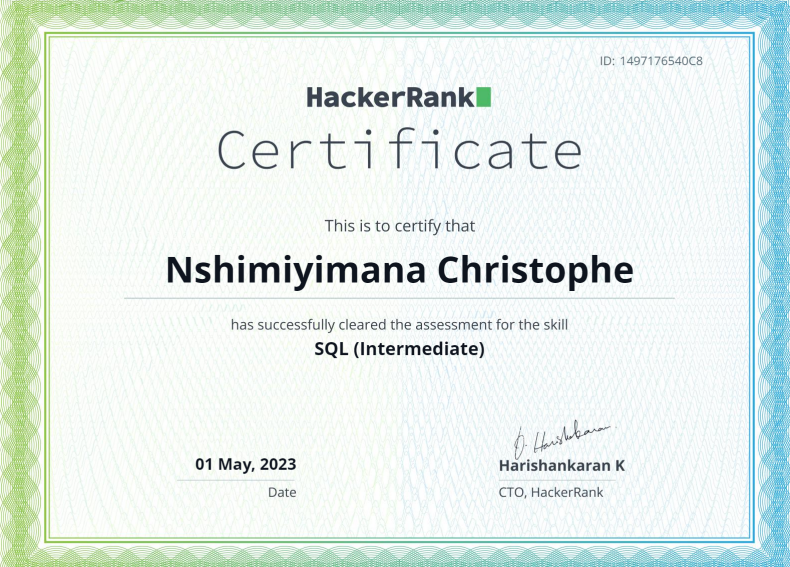 ID: 1497176540C8
HackerRank
Certificate
This is to certify that
Nshimiyimana Christophe
has successfully cleared the assessment for the skill
SQL (Intermediate)
01 May, 2023
Date
Harishankaran K
CTO, HackerRank